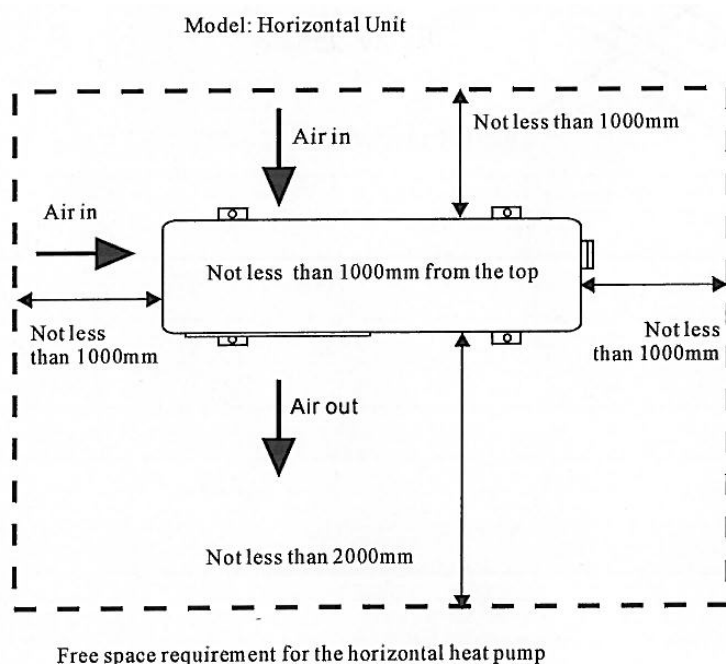 Model: Horizontal Unit
Not less than 1000mm
Air in
Air in
Not less than 1000mm from the top
Not less
than 1000mm
Not less
than 1000mm
Air out
Not less than 2000mm
Free space requirement for the horizontal heat pump